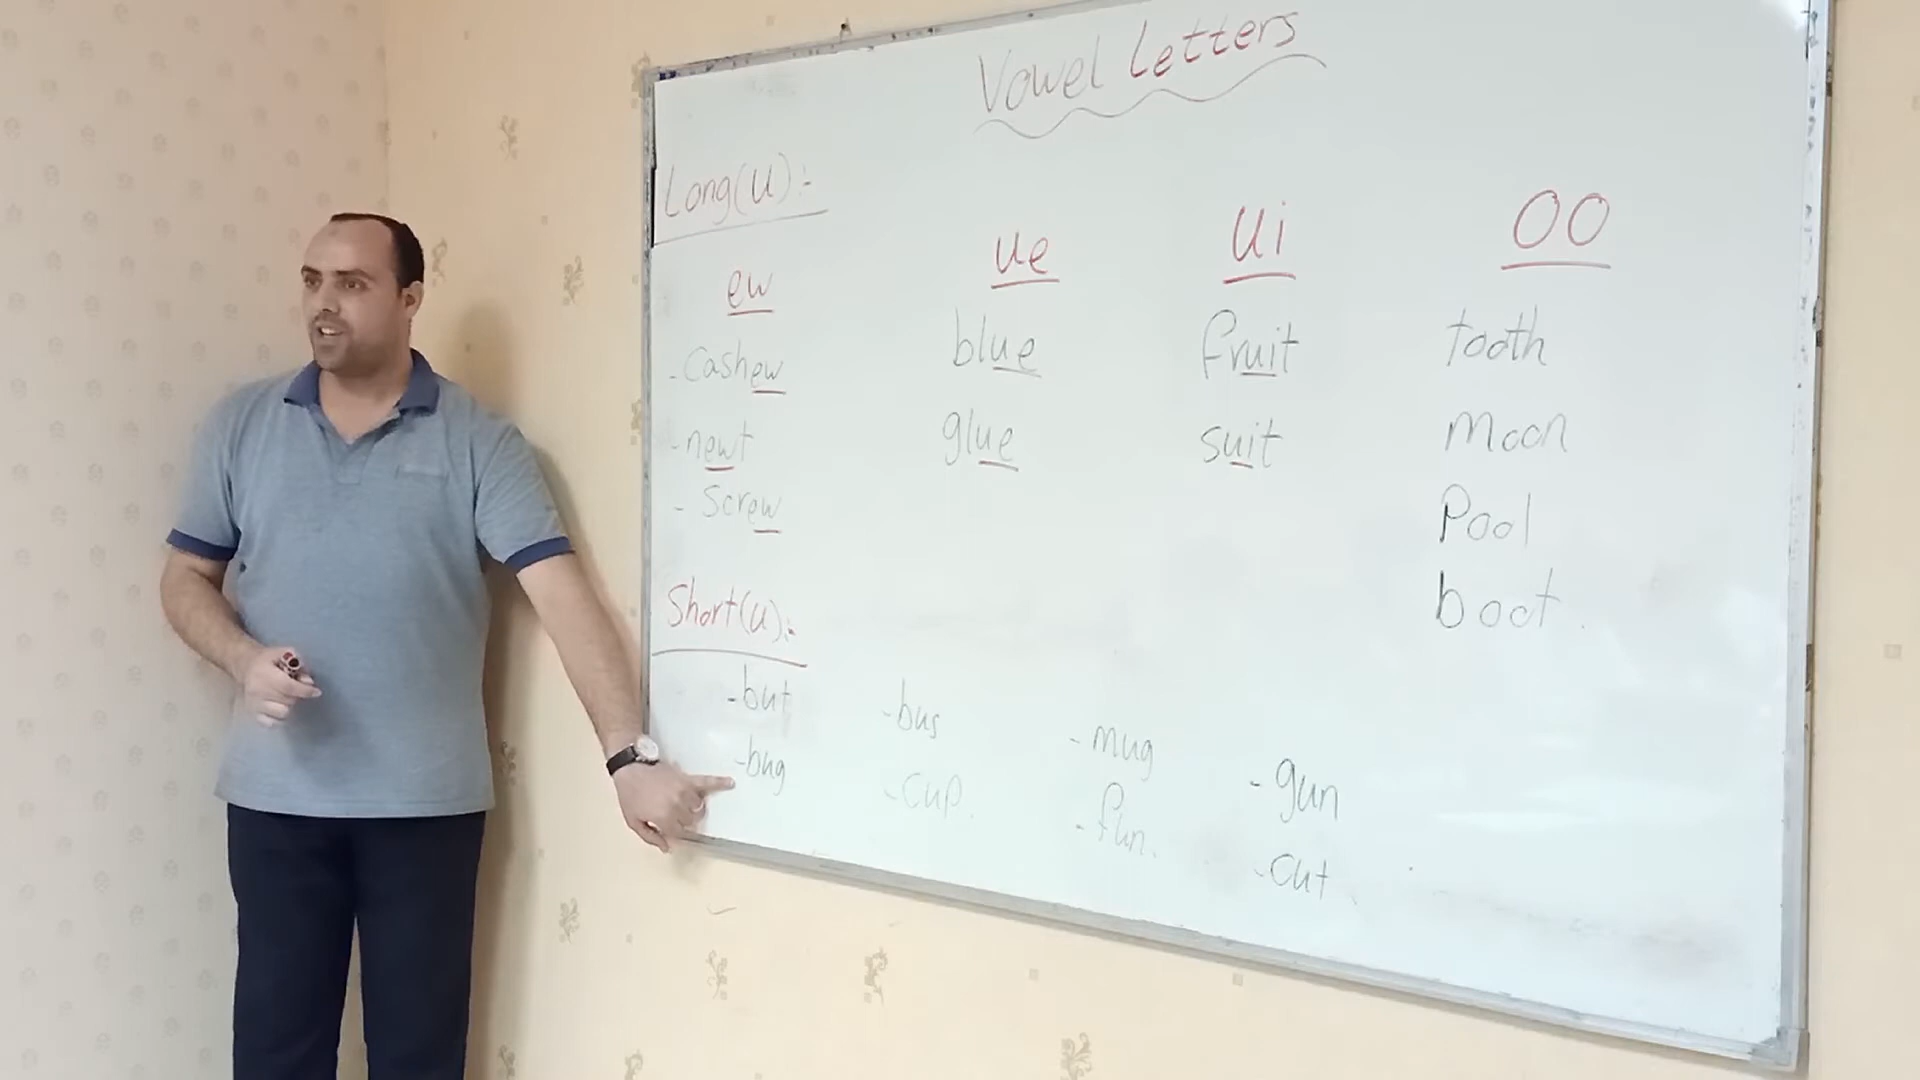 Vowel Letters
Long(u):-
ew ue ui OO
-cashew blue fruit tooth
-newt glue suit moon
-screw Pool
boot.
Short(u):-
-but -bus -mug -gun
-bug -cup. -fun. -cut